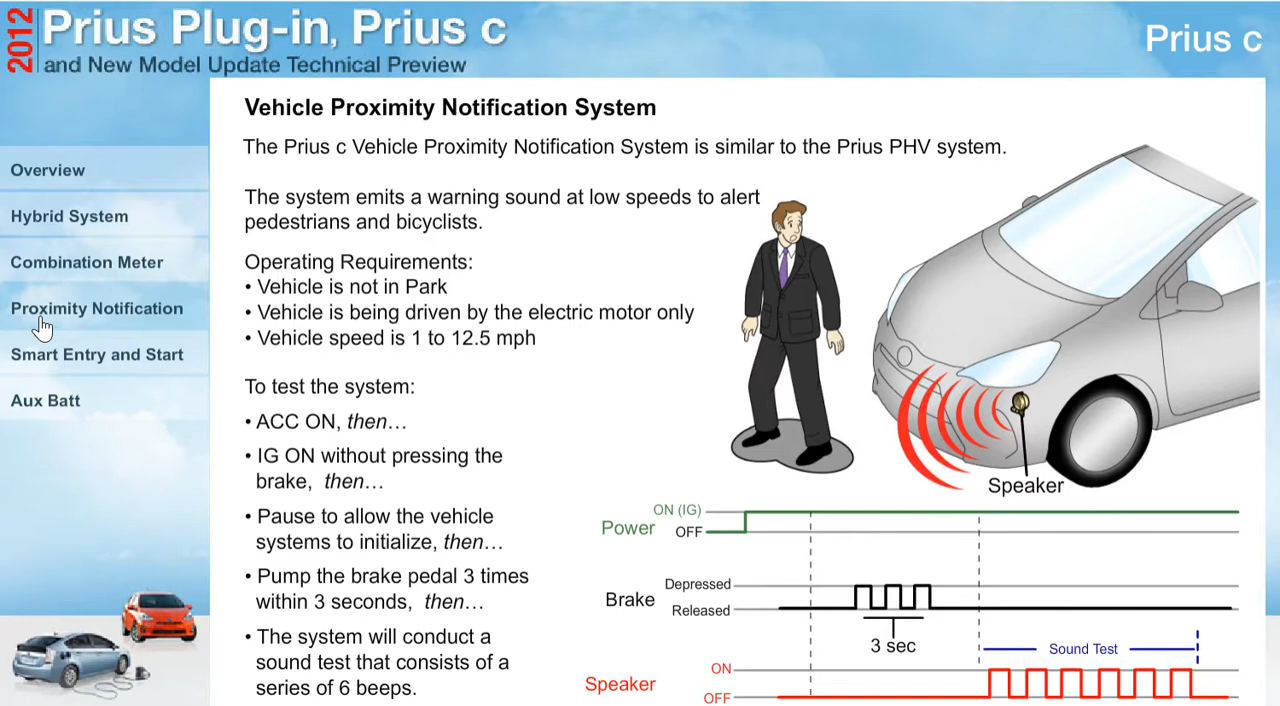 2012
Prius Plug-in, Prius c
and New Model Update Technical Preview
Prius c
Overview
Hybrid System
Combination Meter
Proximity Notification
Smart Entry and Start
Aux Batt
Vehicle Proximity Notification System
The Prius c Vehicle Proximity Notification System is similar to the Prius PHV system.
The system emits a warning sound at low speeds to alert
pedestrians and bicyclists.
Operating Requirements:
• Vehicle is not in Park
• Vehicle is being driven by the electric motor only
• Vehicle speed is 1 to 12.5 mph
To test the system:
• ACC ON, then…
• IG ON without pressing the
brake, then…
• Pause to allow the vehicle
systems to initialize, then…
• Pump the brake pedal 3 times
within 3 seconds, then…
• The system will conduct a
sound test that consists of a
series of 6 beeps.
Speaker
Power
ON (IG)
OFF
Brake
Depressed
Released
3 sec
Sound Test
Speaker
ON
OFF